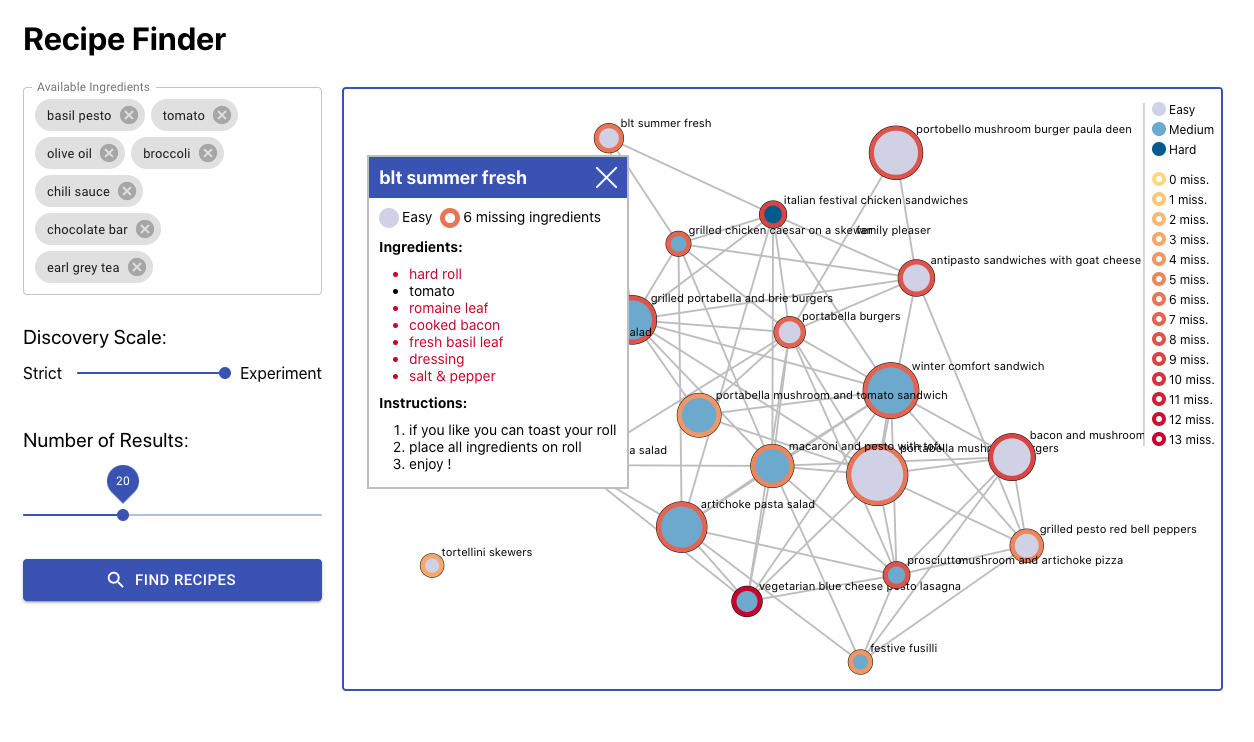 Recipe Finder
Available Ingredients
basil pesto
tomato
olive oil
broccoli
chili sauce
chocolate bar
earl grey tea
Discovery Scale:
Strict
Experiment
Number of Results:
20
FIND RECIPES
blt summer fresh
portobello mushroom burger paula deen
blt summer fresh
Easy
6 missing ingredients
Ingredients:
hard roll
tomato
romaine leaf
cooked bacon
fresh basil leaf
dressing
salt & pepper
Instructions:
1. if you like you can toast your roll
2. place all ingredients on roll
3. enjoy !
italian festival chicken sandwiches
grilled chicken caesar on a skewer
family pleaser
antipasto sandwiches with goat cheese
grilled portabella and brie burgers
portabella burgers
alad
winter comfort sandwich
portabella mushroom and tomato sandwich
bacon and mushroom
macaroni and pesto with tofu
portabella mushr
rgers
a salad
artichoke pasta salad
grilled pesto red bell peppers
tortellini skewers
prosciutto
mushroom and artichoke pizza
vegetarian blue cheese pesto lasagna
festive fusilli
Easy
Medium
Hard
0 miss.
1 miss.
2 miss.
3 miss.
4 miss.
5 miss.
6 miss.
7 miss.
8 miss.
9 miss.
10 miss.
11 miss.
12 miss.
13 miss.